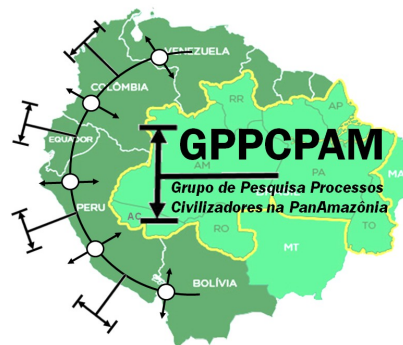 VENEZUELA
COLÔMBIA
RR
AP
EQUADOR
GPPCPAM
AM
PA
MA
Grupo de Pesquisa Processos
Civilizadores na PanAmazônia
PERU
AC
TO
RO
MT
BOLÍVIA